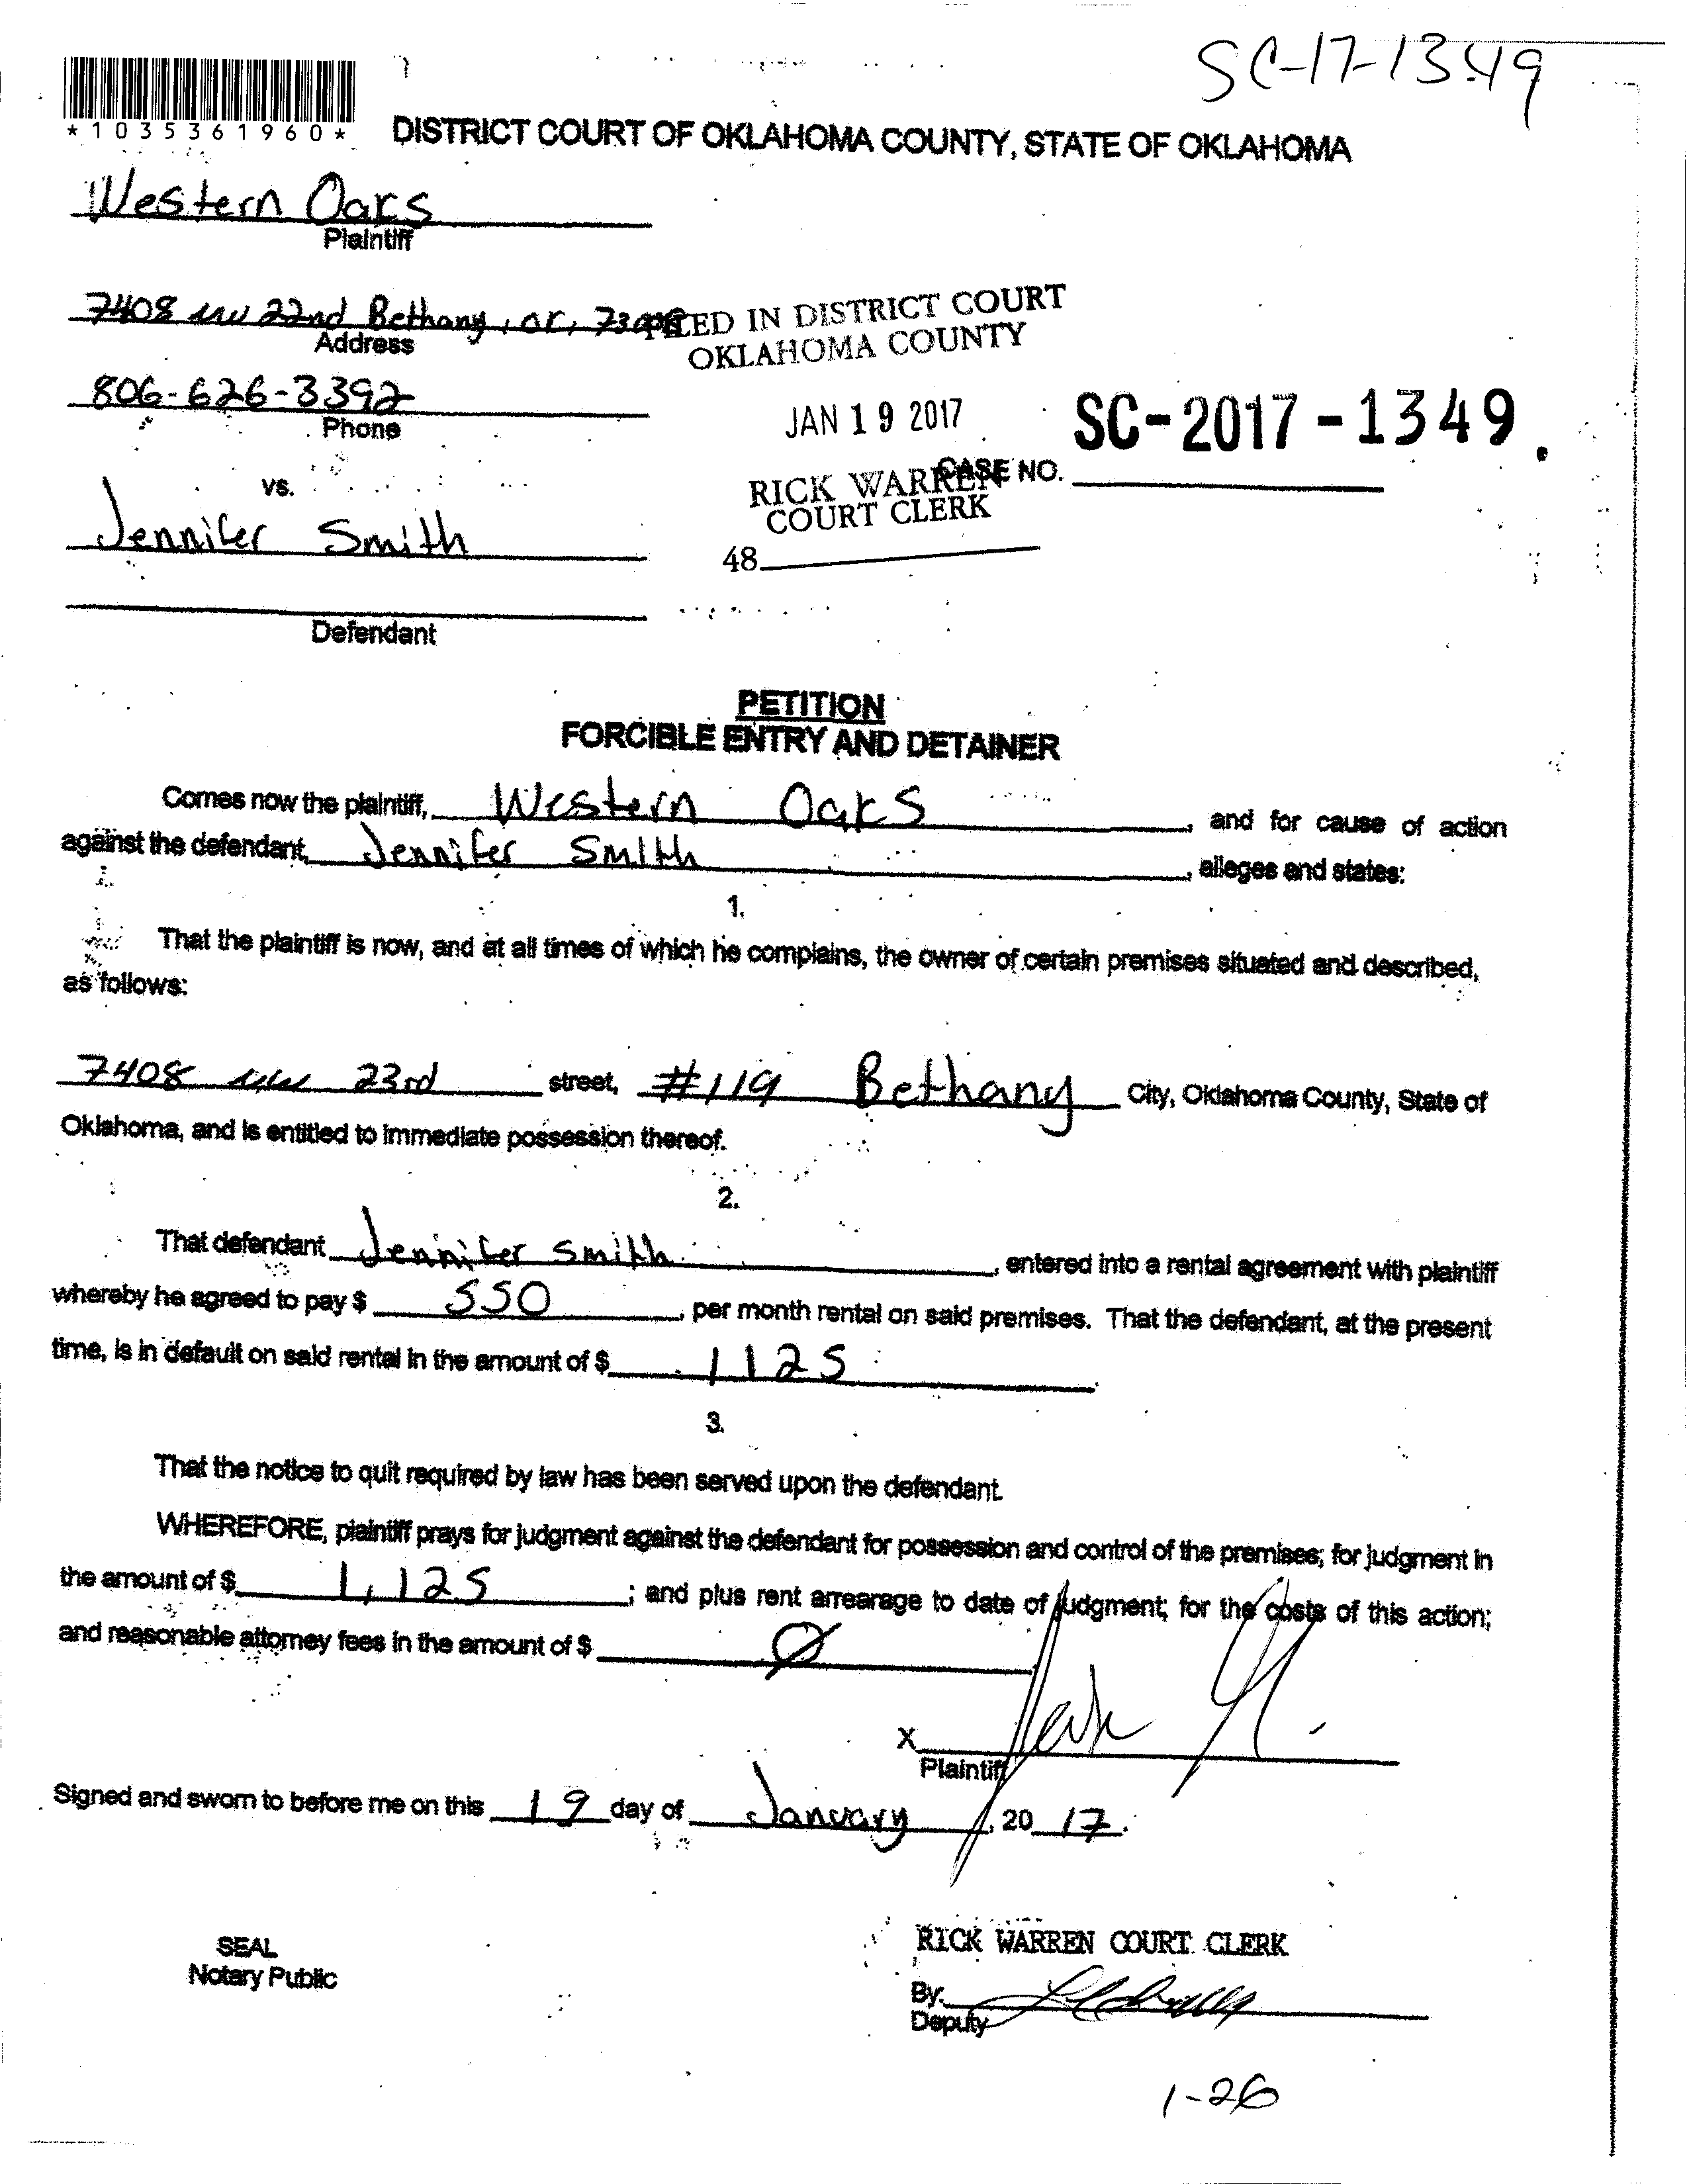 SC-17-1349
*1035361960*
DISTRICT COURT OF OKLAHOMA COUNTY, STATE OF OKLAHOMA
Western Oaks
Plaintiff
7408 NW 22nd Bethany, OK,
FILED IN DISTRICT COURT
OKLAHOMA COUNTY
Address
806-626-3392
Phone
JAN 19 2017
SC-2017-1349.
CASE NO.
RICK WARREN
COURT CLERK
48
vs.
Jennifer Smith
Defendant
PETITION
FORCIBLE ENTRY AND DETAINER
Comes now the plaintiff, Western Oaks, and for cause of action
against the defendant, Jennifer Smith, alleges and states:
1.
That the plaintiff is now, and at all times of which he complains, the owner of certain premises situated and described,
as follows:
7408 NW 23rd street, #119 Bethany City, Oklahoma County, State of
Oklahoma, and is entitled to immediate possession thereof.
2.
That defendant Jennifer Smith, entered into a rental agreement with plaintiff
whereby he agreed to pay $ 550, per month rental on said premises. That the defendant, at the present
time, is in default on said rental in the amount of $ 1125.
3.
That the notice to quit required by law has been served upon the defendant.
WHEREFORE, plaintiff prays for judgment against the defendant for possession and control of the premises; for judgment in
the amount of $ 1,125; and plus rent arrearage to date of judgment; for the costs of this action;
and reasonable attorney fees in the amount of $ Ø
X
Plaintiff
Signed and sworn to before me on this 19 day of January, 20 17.
SEAL
Notary Public
RICK WARREN COURT CLERK
By:
Deputy
1-26